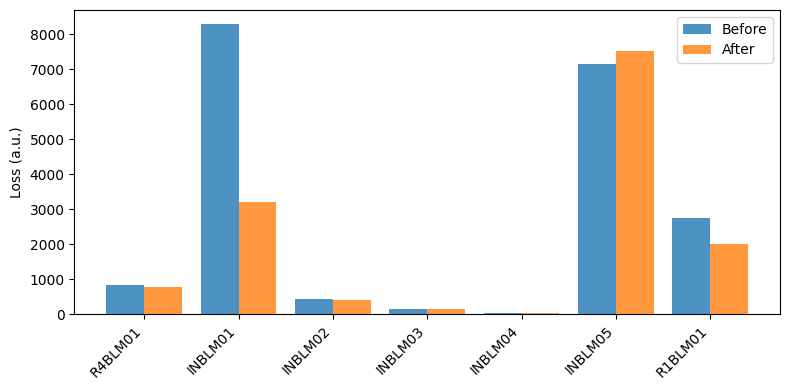 8000
7000
6000
5000
4000
3000
2000
1000
0
Loss (a.u.)
Before
After
R4BLM01
INBLM01
INBLM02
INBLM03
INBLM04
INBLM05
R1BLM01